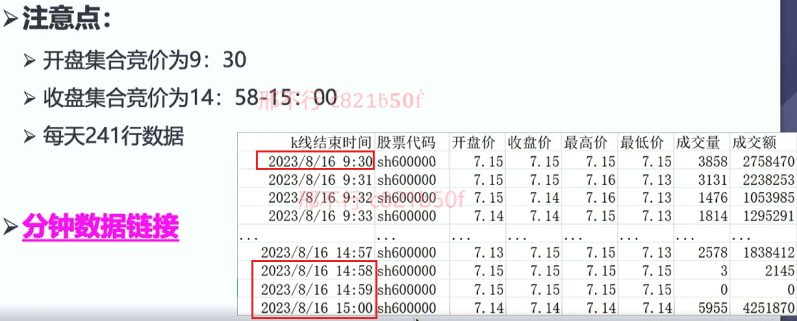 注意点：
开盘集合竞价为9：30
收盘集合竞价为14：58-15：00
每天241行数据
分钟数据链接
k线结束时间 股票代码 开盘价 收盘价 最高价 最低价 成交量 成交额
2023/8/16 9:30 sh600000 7.15 7.15 7.15 7.15 3858 2758470
2023/8/16 9:31 sh600000 7.15 7.15 7.16 7.13 3131 2238253
2023/8/16 9:32 sh600000 7.15 7.14 7.16 7.13 1476 1053985
2023/8/16 9:33 sh600000 7.14 7.14 7.15 7.13 1814 1295291
... ... ... ... ... ... ... ...
2023/8/16 14:57 sh600000 7.13 7.15 7.15 7.13 2578 1838412
2023/8/16 14:58 sh600000 7.15 7.15 7.15 7.15 3 2145
2023/8/16 14:59 sh600000 7.15 7.15 7.15 7.15 0 0
2023/8/16 15:00 sh600000 7.14 7.14 7.14 7.14 5955 4251870
邢不行 c821b50f
邢不行 c821b50f